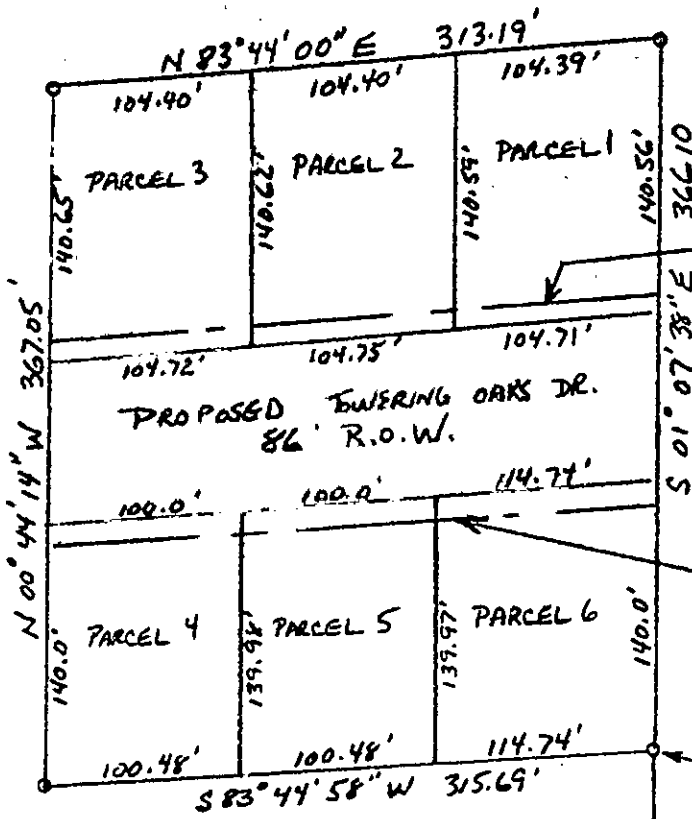 N 83°44'00" E 313.19'
104.40' 104.40' 104.39'
PARCEL 3 PARCEL 2 PARCEL 1
140.65' 140.62' 140.59' 140.56'
S 01° 07' 38" E 366.10
104.72' 104.75' 104.71'
N 00° 44' 14" W 367.05'
PROPOSED TOWERING OAKS DR.
86' R.O.W.
100.0' 100.0' 114.74'
PARCEL 4 PARCEL 5 PARCEL 6
140.0' 139.98' 139.97' 140.0'
100.48' 100.48' 114.74'
S 83° 44' 58" W 315.69'